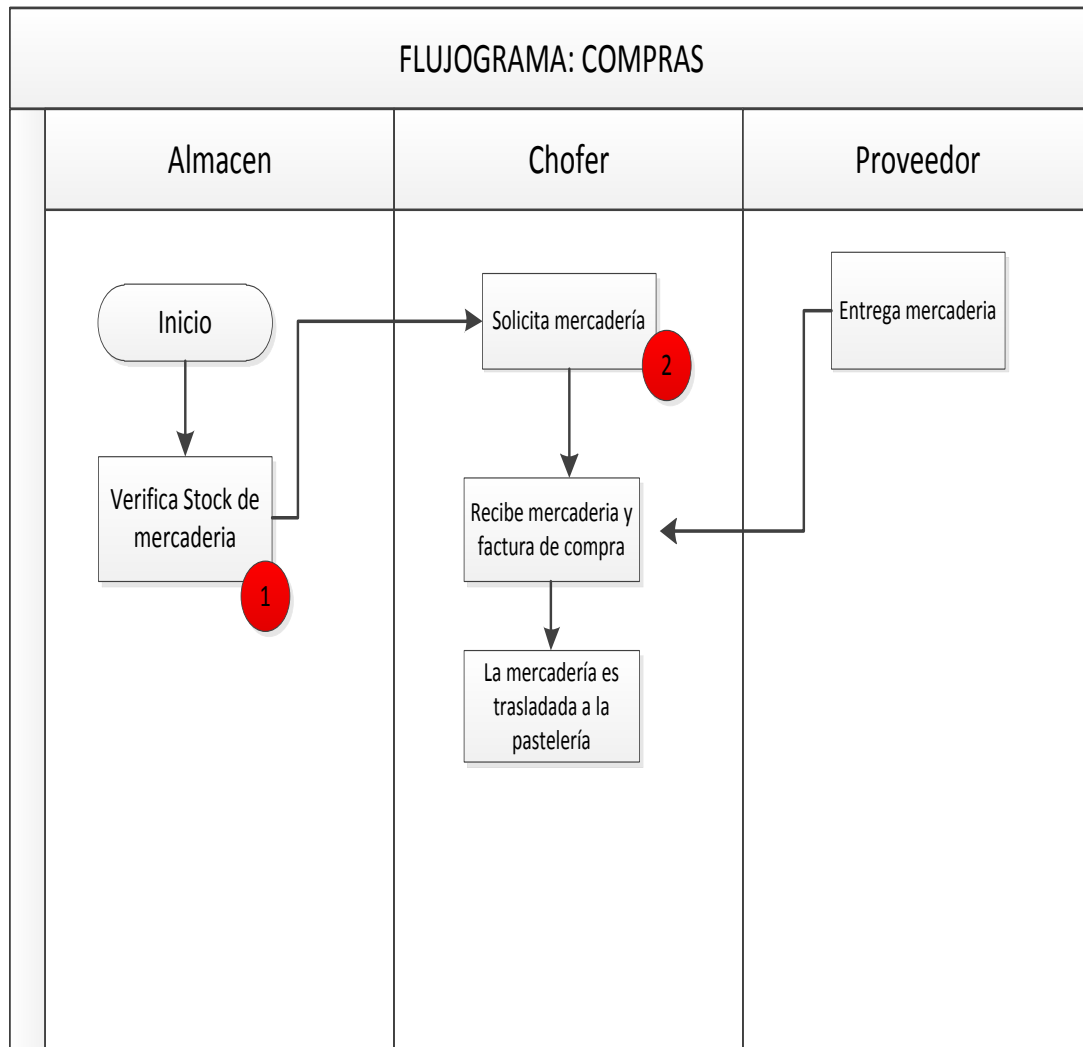 FLUJOGRAMA: COMPRAS
Almacen
Chofer
Proveedor
Inicio
Solicita mercadería
2
Entrega mercaderia
Verifica Stock de
mercaderia
1
Recibe mercaderia y
factura de compra
La mercadería es
trasladada a la
pastelería